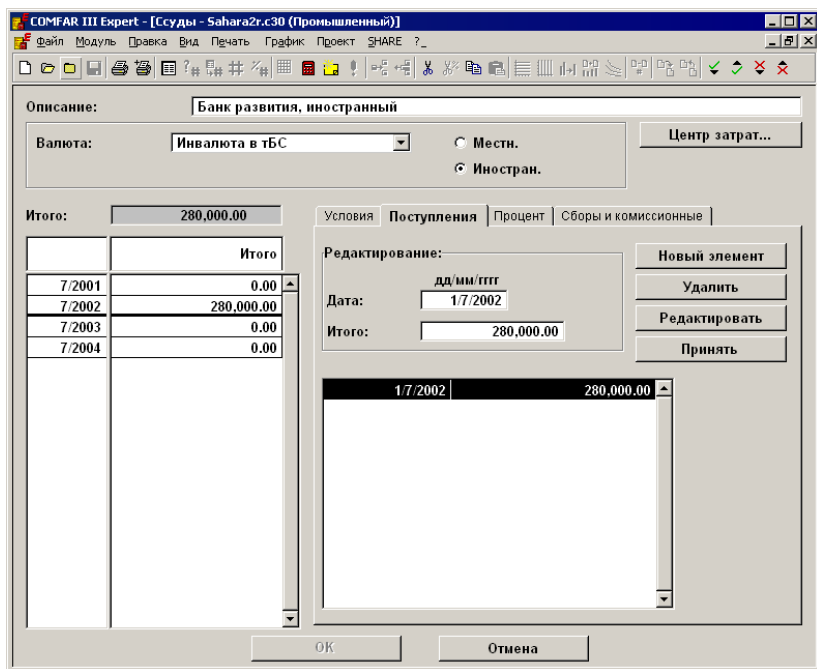 COMFAR III Expert - [Ссуды - Sahara2r.c30 (Промышленный)]
Файл Модуль Правка Вид Печать График Проект SHARE ?_
Описание: Банк развития, иностранный
Валюта: Инвалюта в тБС
Местн.
Иностран.
Центр затрат...
Итого: 280,000.00
Итого
7/2001 0.00
7/2002 280,000.00
7/2003 0.00
7/2004 0.00
Условия Поступления Процент Сборы и комиссионные
Редактирование:
дд/мм/гггг
Дата: 1/7/2002
Итого: 280,000.00
Новый элемент
Удалить
Редактировать
Принять
1/7/2002 280,000.00
OK Отмена